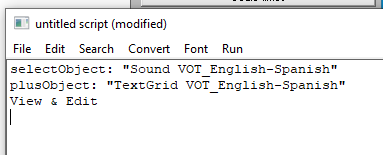 untitled script (modified)
File Edit Search Convert Font Run
selectObject: "Sound VOT_English-Spanish"
plusObject: "TextGrid VOT_English-Spanish"
View & Edit